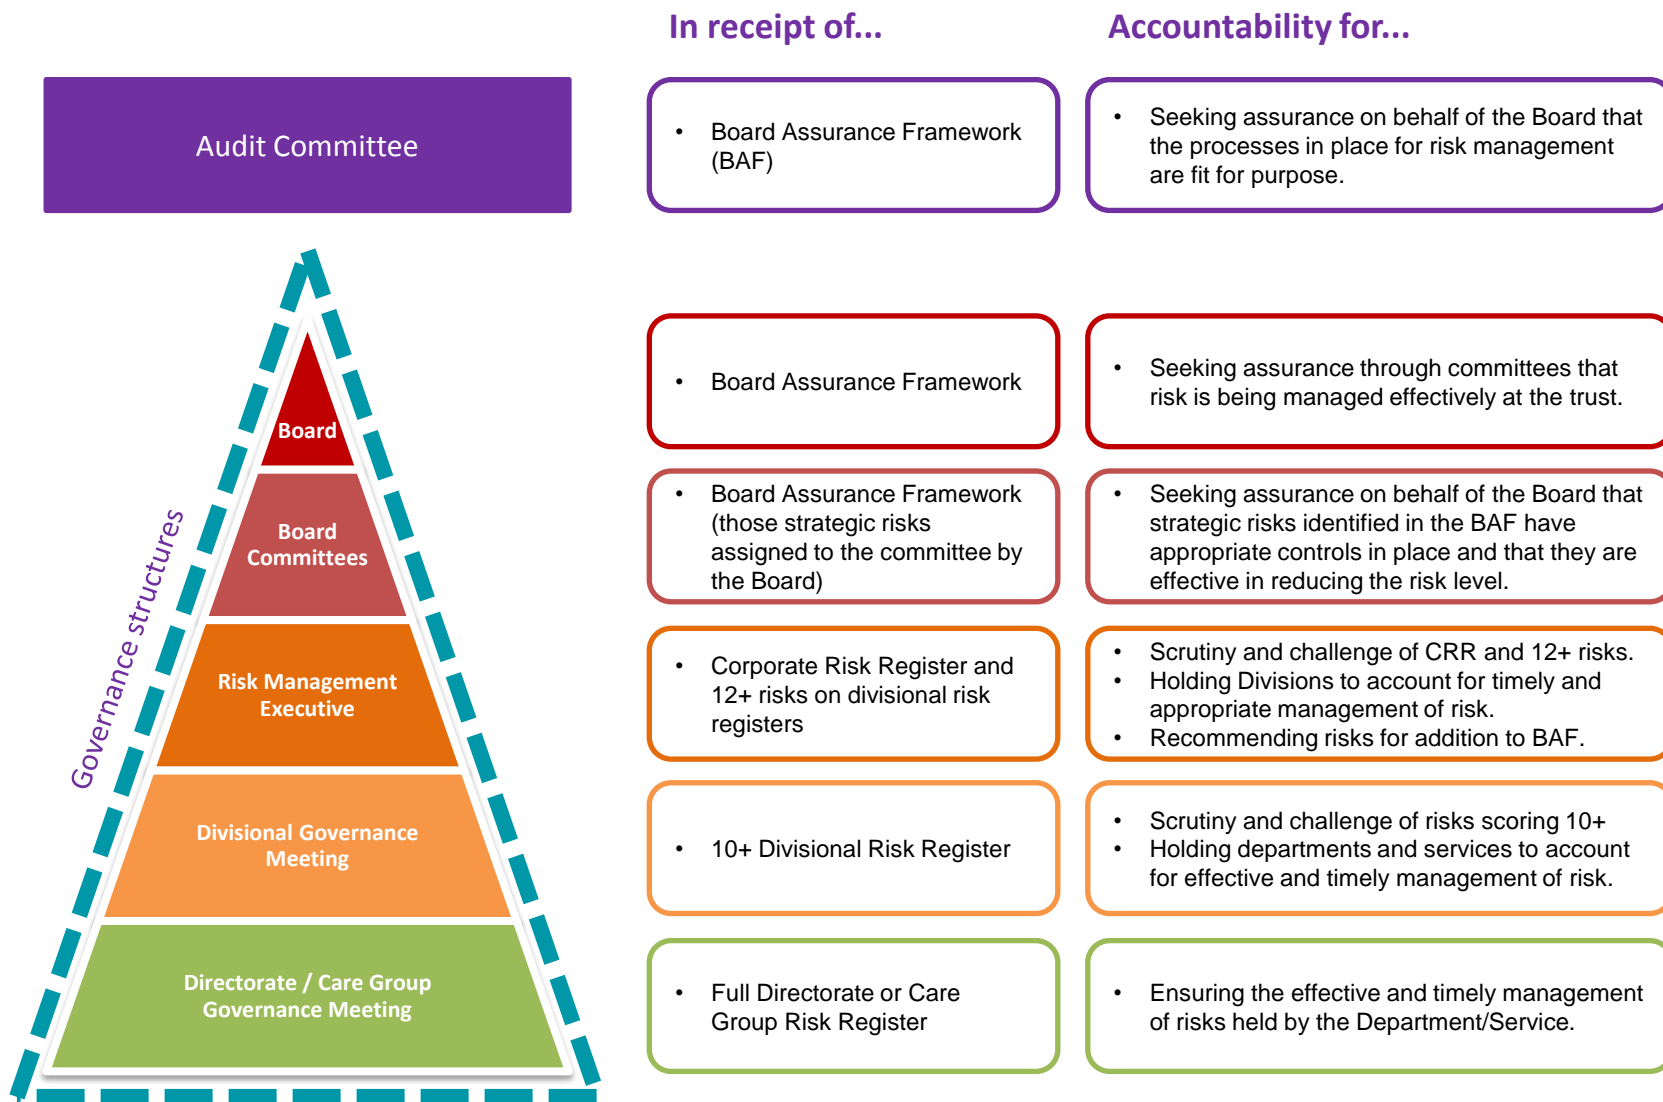 In receipt of...
Accountability for...
Audit Committee
• Board Assurance Framework
(BAF)
• Seeking assurance on behalf of the Board that
the processes in place for risk management
are fit for purpose.
Governance structures
Board
• Board Assurance Framework
• Seeking assurance through committees that
risk is being managed effectively at the trust.
Board
Committees
• Board Assurance Framework
(those strategic risks
assigned to the committee by
the Board)
• Seeking assurance on behalf of the Board that
strategic risks identified in the BAF have
appropriate controls in place and that they are
effective in reducing the risk level.
Risk Management
Executive
• Corporate Risk Register and
12+ risks on divisional risk
registers
• Scrutiny and challenge of CRR and 12+ risks.
• Holding Divisions to account for timely and
appropriate management of risk.
• Recommending risks for addition to BAF.
Divisional Governance
Meeting
• 10+ Divisional Risk Register
• Scrutiny and challenge of risks scoring 10+
• Holding departments and services to account
for effective and timely management of risk.
Directorate / Care Group
Governance Meeting
• Full Directorate or Care
Group Risk Register
• Ensuring the effective and timely management
of risks held by the Department/Service.